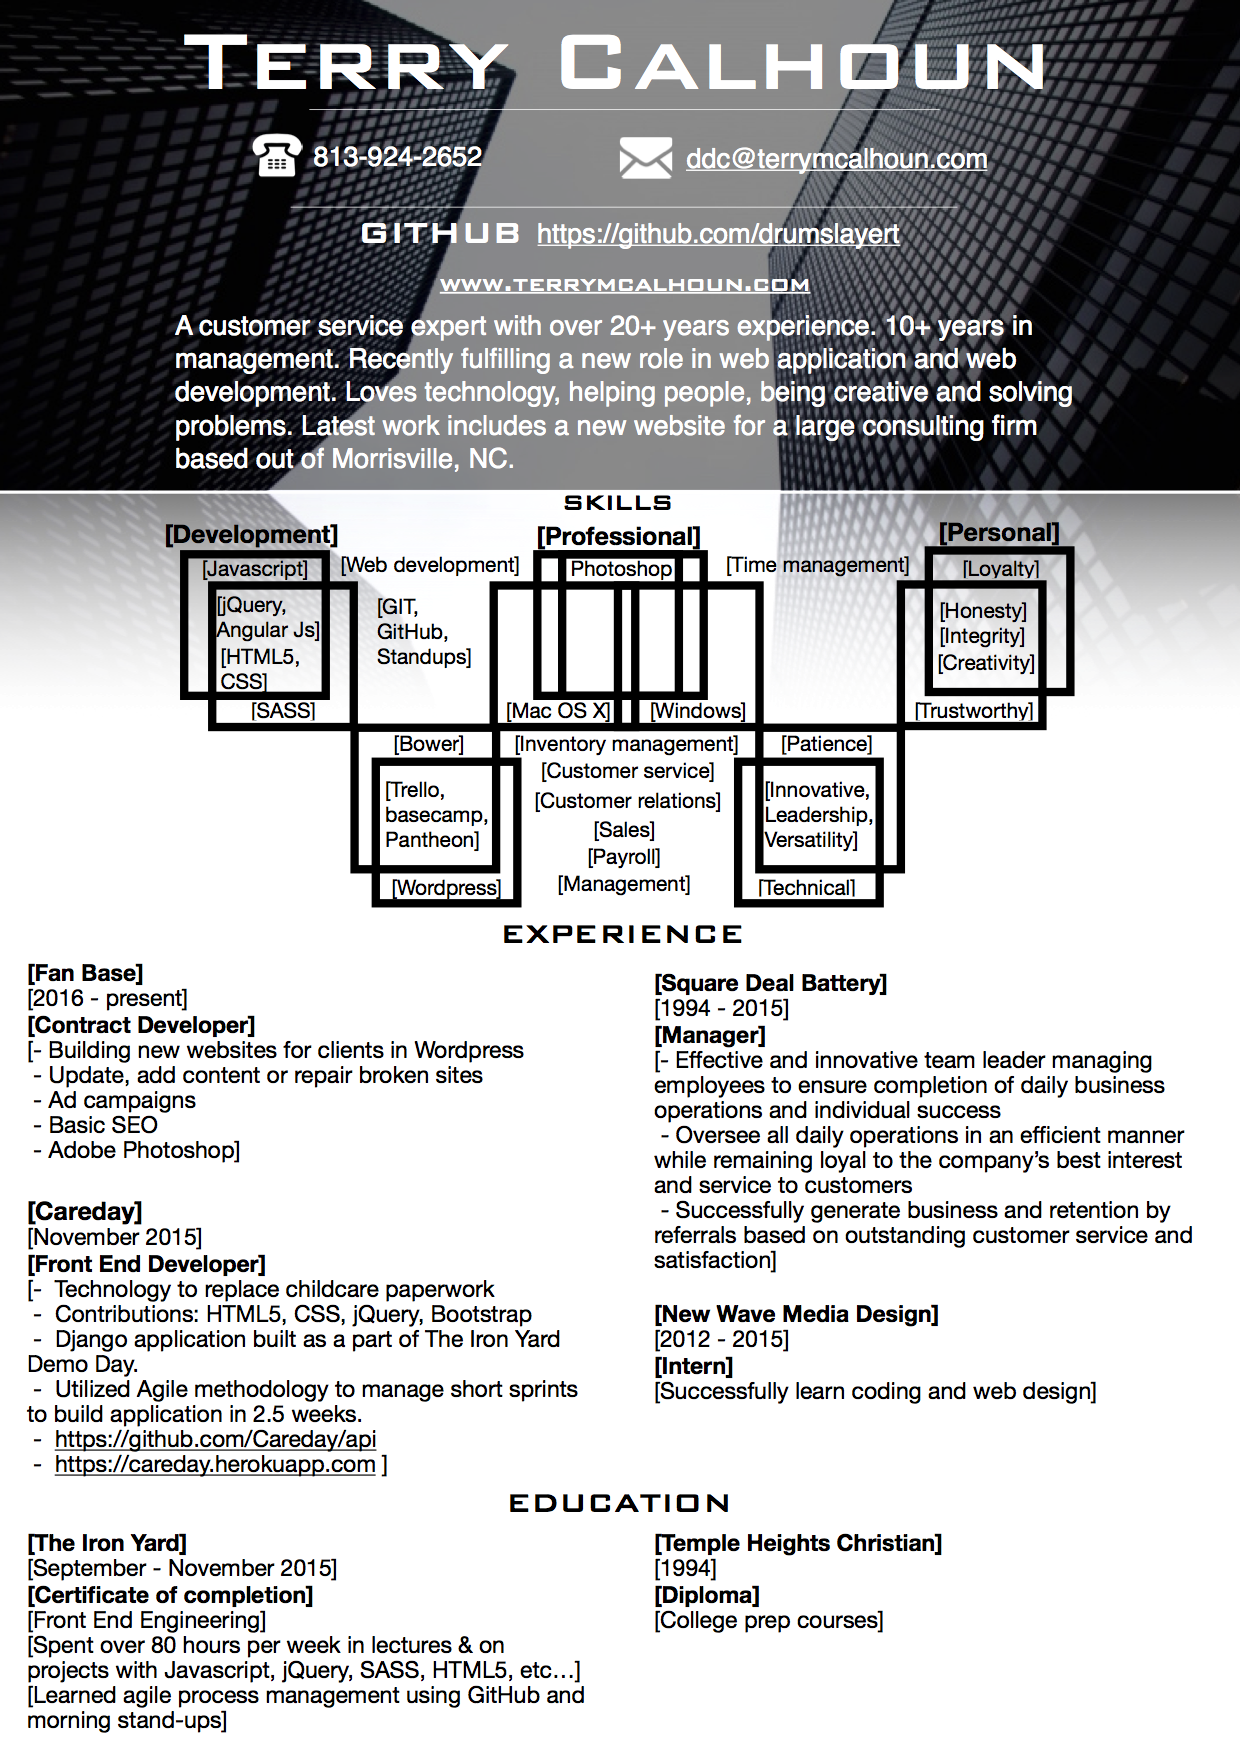 TERRY CALHOUN
813-924-2652
ddc@terrymcalhoun.com
GITHUB https://github.com/drumslayert
WWW.TERRYMCALHOUN.COM
A customer service expert with over 20+ years experience. 10+ years in
management. Recently fulfilling a new role in web application and web
development. Loves technology, helping people, being creative and solving
problems. Latest work includes a new website for a large consulting firm
based out of Morrisville, NC.
SKILLS
[Development]
[Javascript]
[jQuery,
Angular Js]
[HTML5,
CSS]
[SASS]
[Web development]
[GIT,
GitHub,
Standups]
[Bower]
[Trello,
basecamp,
Pantheon]
[Wordpress]
[Professional]
Photoshop
[Mac OS X]
[Windows]
[Inventory management]
[Customer service]
[Customer relations]
[Sales]
[Payroll]
[Management]
[Time management]
[Personal]
[Loyalty]
[Honesty]
[Integrity]
[Creativity]
[Trustworthy]
[Patience]
[Innovative,
Leadership,
Versatility]
[Technical]
EXPERIENCE
[Fan Base]
[2016 - present]
[Contract Developer]
[- Building new websites for clients in Wordpress
- Update, add content or repair broken sites
- Ad campaigns
- Basic SEO
- Adobe Photoshop]
[Careday]
[November 2015]
[Front End Developer]
[- Technology to replace childcare paperwork
- Contributions: HTML5, CSS, jQuery, Bootstrap
- Django application built as a part of The Iron Yard
Demo Day.
- Utilized Agile methodology to manage short sprints
to build application in 2.5 weeks.
- https://github.com/Careday/api
- https://careday.herokuapp.com ]
[Square Deal Battery]
[1994 - 2015]
[Manager]
[- Effective and innovative team leader managing
employees to ensure completion of daily business
operations and individual success
- Oversee all daily operations in an efficient manner
while remaining loyal to the company’s best interest
and service to customers
- Successfully generate business and retention by
referrals based on outstanding customer service and
satisfaction]
[New Wave Media Design]
[2012 - 2015]
[Intern]
[Successfully learn coding and web design]
EDUCATION
[The Iron Yard]
[September - November 2015]
[Certificate of completion]
[Front End Engineering]
[Spent over 80 hours per week in lectures & on
projects with Javascript, jQuery, SASS, HTML5, etc…]
[Learned agile process management using GitHub and
morning stand-ups]
[Temple Heights Christian]
[1994]
[Diploma]
[College prep courses]